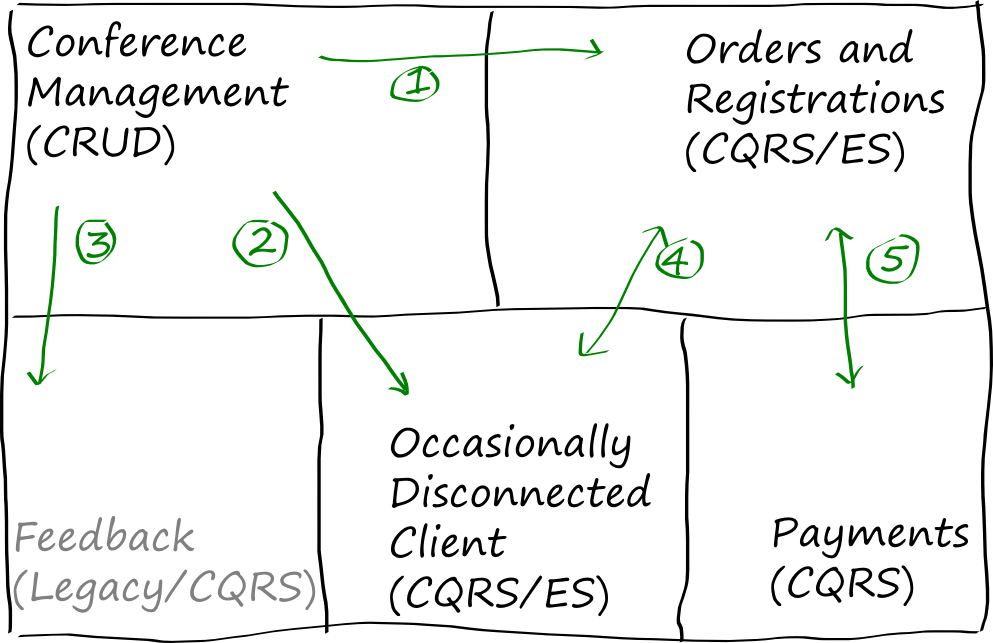 Conference
Management
(CRUD)
1
Orders and
Registrations
(CQRS/ES)
3
2
4
5
Feedback
(Legacy/CQRS)
Occasionally
Disconnected
Client
(CQRS/ES)
Payments
(CQRS)